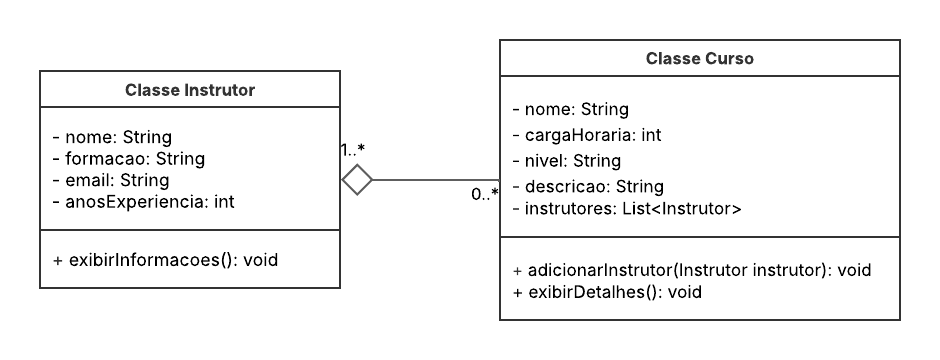 Classe Instrutor
- nome: String
- formacao: String
- email: String
- anosExperiencia: int
+ exibirInformacoes(): void
1..*
0..*
Classe Curso
- nome: String
- cargaHoraria: int
- nivel: String
- descricao: String
- instrutores: List<Instrutor>
+ adicionarInstrutor(Instrutor instrutor): void
+ exibirDetalhes(): void